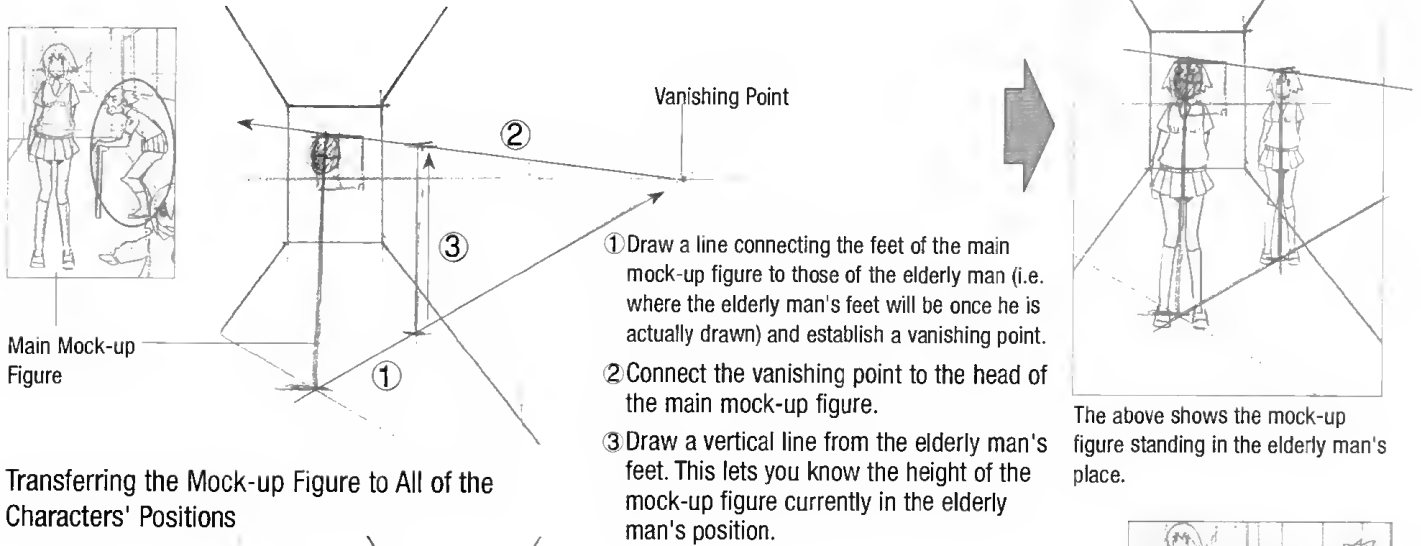 Vanishing Point
②
③
①
Main Mock-up
Figure
①Draw a line connecting the feet of the main
mock-up figure to those of the elderly man (i.e.
where the elderly man's feet will be once he is
actually drawn) and establish a vanishing point.
②Connect the vanishing point to the head of
the main mock-up figure.
③Draw a vertical line from the elderly man's
feet. This lets you know the height of the
mock-up figure currently in the elderly
man's position.
The above shows the mock-up
figure standing in the elderly man's
place.
Transferring the Mock-up Figure to All of the
Characters' Positions